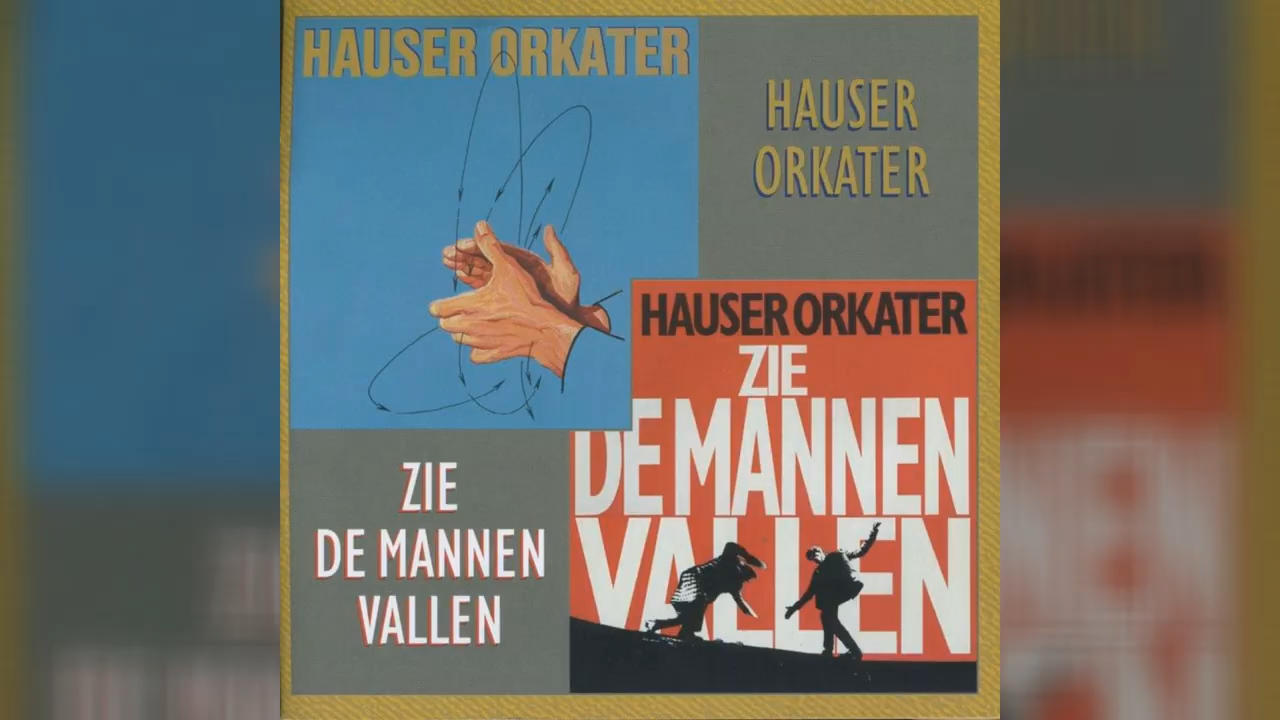 HAUSER ORKATER
HAUSER
ORKATER
HAUSER ORKATER
ZIE
DE MANNEN
VALLEN
ZIE
DE MANNEN
VALLEN